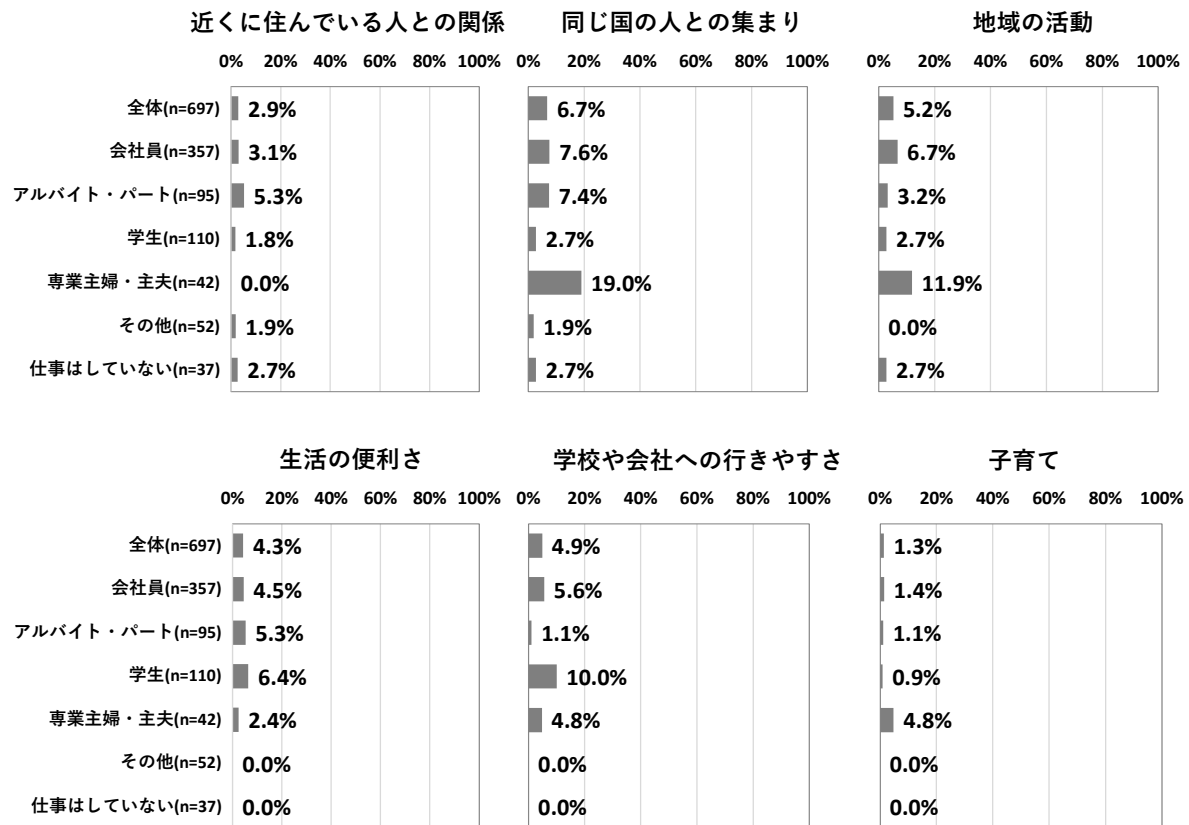 近くに住んでいる人との関係 同じ国の人との集まり 地域の活動
0% 20% 40% 60% 80% 100% 0% 20% 40% 60% 80% 100% 0% 20% 40% 60% 80% 100%
全体(n=697) 2.9% 6.7% 5.2%
会社員(n=357) 3.1% 7.6% 6.7%
アルバイト・パート(n=95) 5.3% 7.4% 3.2%
学生(n=110) 1.8% 2.7% 2.7%
専業主婦・主夫(n=42) 0.0% 19.0% 11.9%
その他(n=52) 1.9% 1.9% 0.0%
仕事はしていない(n=37) 2.7% 2.7% 2.7%
生活の便利さ 学校や会社への行きやすさ 子育て
0% 20% 40% 60% 80% 100% 0% 20% 40% 60% 80% 100% 0% 20% 40% 60% 80% 100%
全体(n=697) 4.3% 4.9% 1.3%
会社員(n=357) 4.5% 5.6% 1.4%
アルバイト・パート(n=95) 5.3% 1.1% 1.1%
学生(n=110) 6.4% 10.0% 0.9%
専業主婦・主夫(n=42) 2.4% 4.8% 4.8%
その他(n=52) 0.0% 0.0% 0.0%
仕事はしていない(n=37) 0.0% 0.0% 0.0%